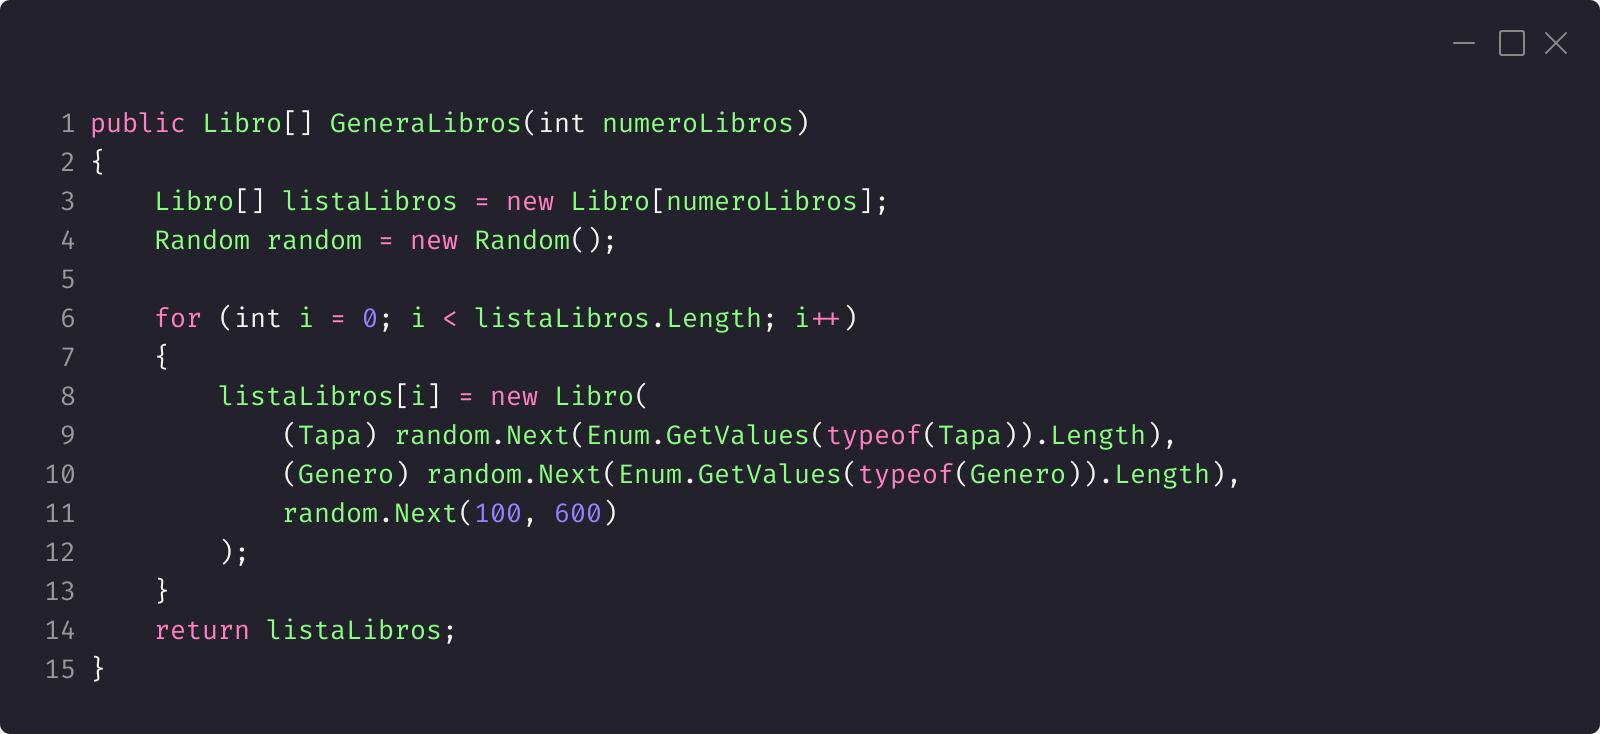 1 public Libro[] GeneraLibros(int numeroLibros)
2 {
3     Libro[] listaLibros = new Libro[numeroLibros];
4     Random random = new Random();
5
6     for (int i = 0; i < listaLibros.Length; i++)
7     {
8         listaLibros[i] = new Libro(
9             (Tapa) random.Next(Enum.GetValues(typeof(Tapa)).Length),
10             (Genero) random.Next(Enum.GetValues(typeof(Genero)).Length),
11             random.Next(100, 600)
12         );
13     }
14     return listaLibros;
15 }